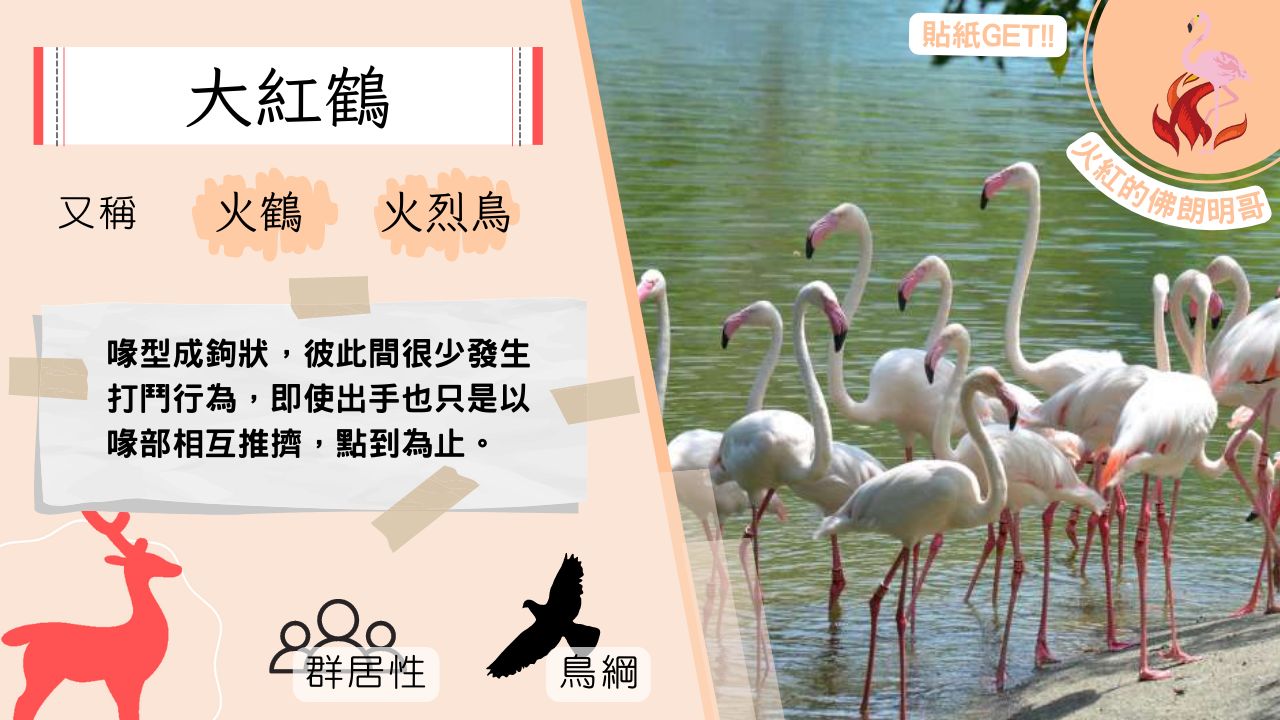 大紅鶴
又稱 火鶴 火烈鳥
喙型成鉤狀，彼此間很少發生
打鬥行為，即使出手也只是以
喙部相互推擠，點到為止。
群居性
鳥綱
貼紙GET!!
火紅的佛朗明哥